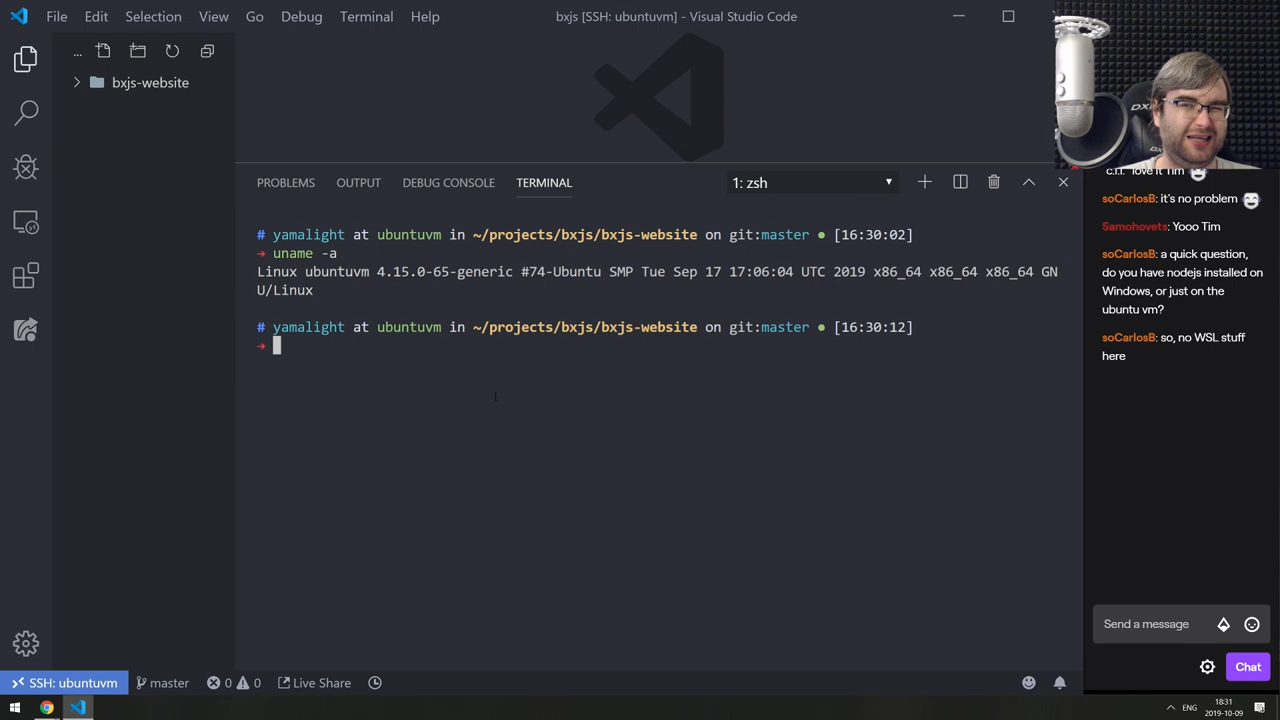 File Edit Selection View Go Debug Terminal Help
bxjs [SSH: ubuntuvm] - Visual Studio Code
...
bxjs-website
PROBLEMS OUTPUT DEBUG CONSOLE TERMINAL
1: zsh
# yamalight at ubuntuvm in ~/projects/bxjs/bxjs-website on git:master ● [16:30:02]
➜ uname -a
Linux ubuntuvm 4.15.0-65-generic #74-Ubuntu SMP Tue Sep 17 17:06:04 UTC 2019 x86_64 x86_64 x86_64 GN
U/Linux
# yamalight at ubuntuvm in ~/projects/bxjs/bxjs-website on git:master ● [16:30:12]
➜
love it Tim
soCarlosB: it's no problem
Samohovets: Yooo Tim
soCarlosB: a quick question,
do you have nodejs installed on
Windows, or just on the
ubuntu vm?
soCarlosB: so, no WSL stuff
here
Send a message
Chat
SSH: ubuntuvm
master
0
0
Live Share
ENG
18:31
2019-10-09